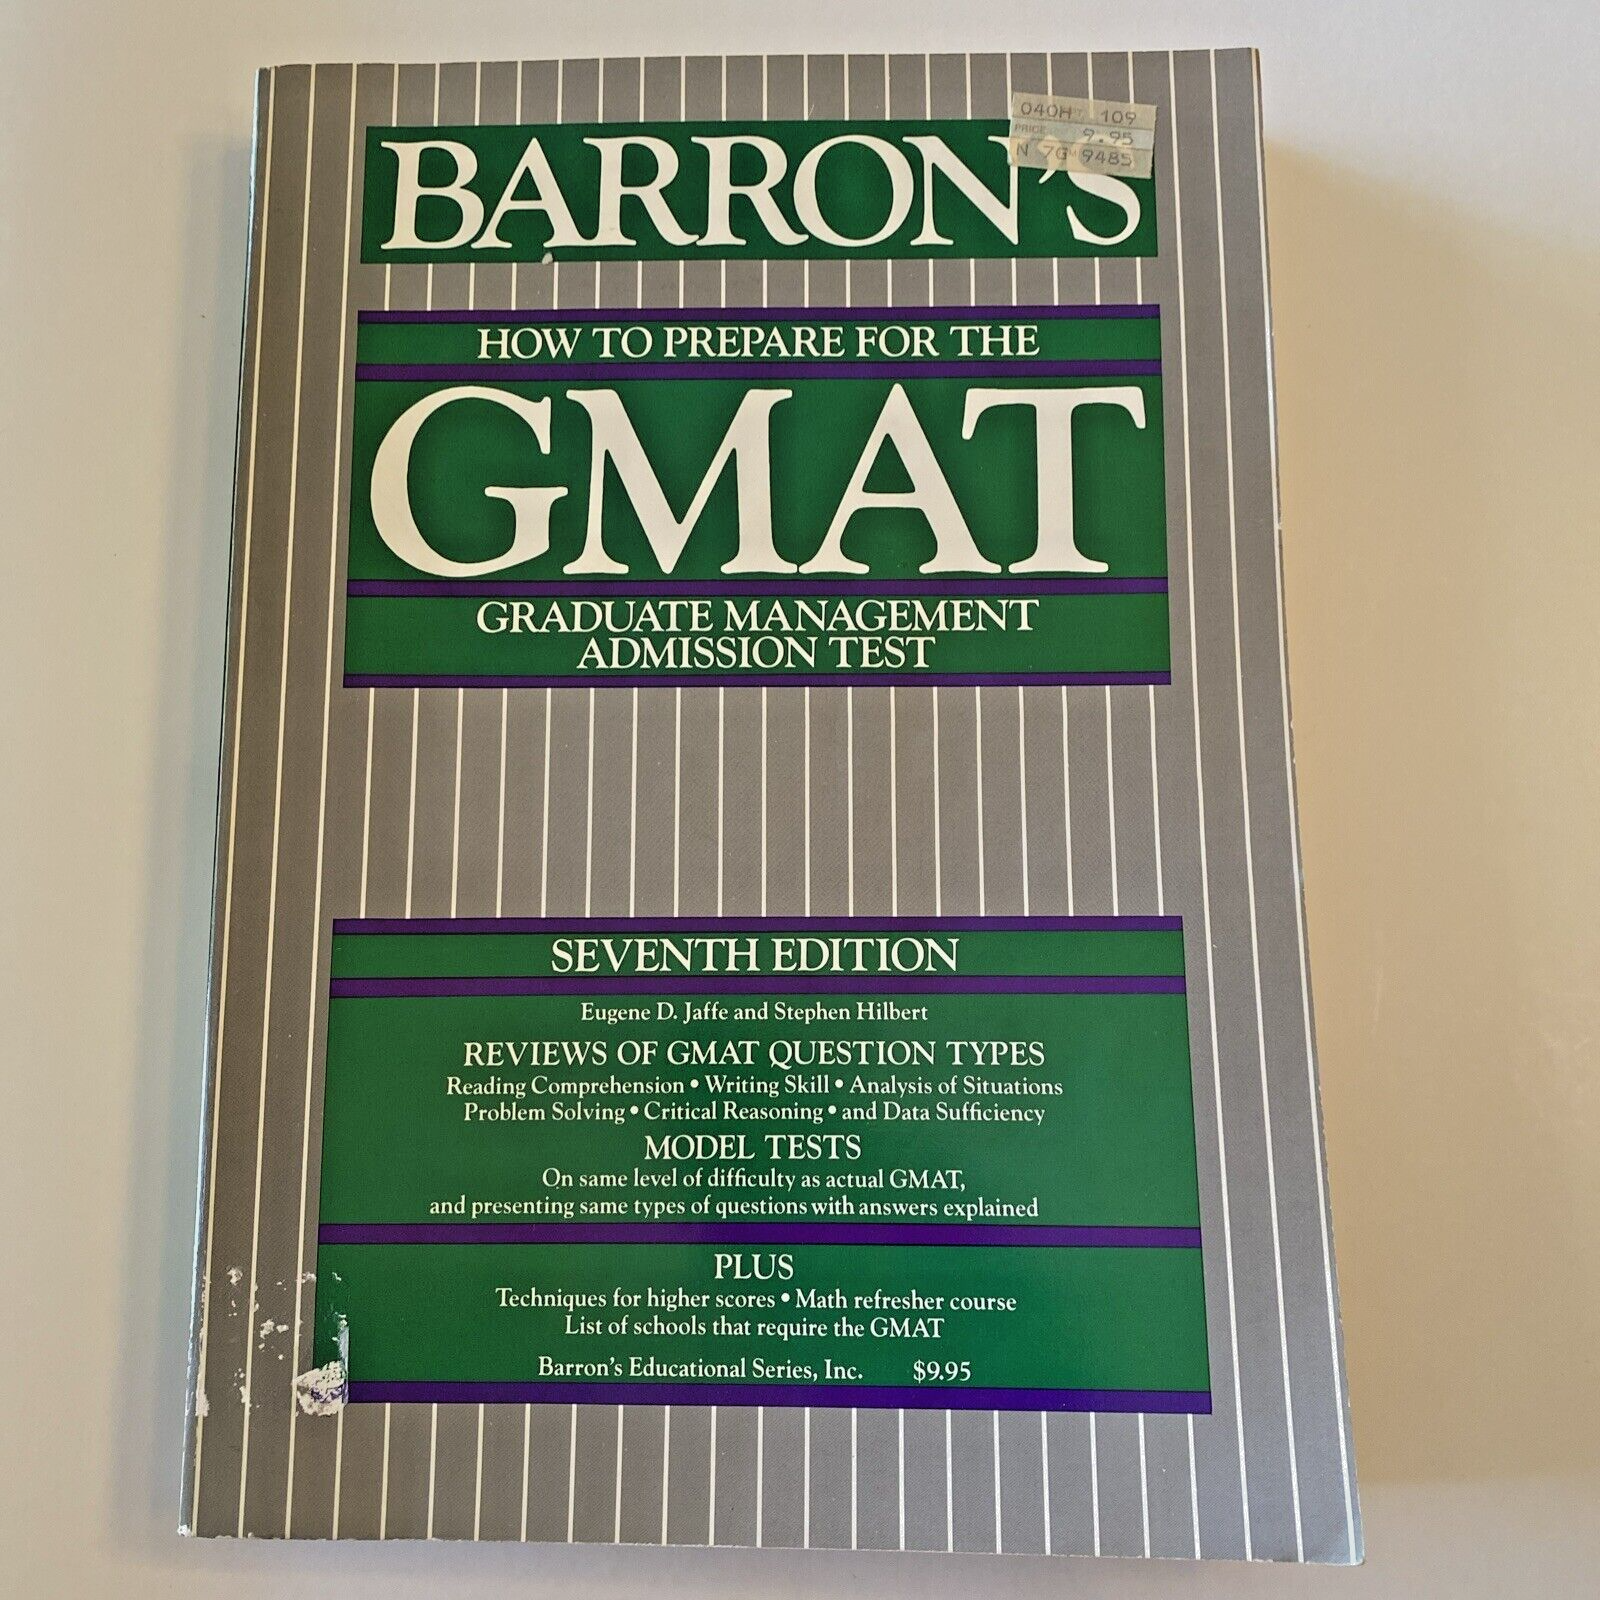 040H T 109
PRICE 9.95
N 7G M 9485
BARRON'S
HOW TO PREPARE FOR THE
GMAT
GRADUATE MANAGEMENT
ADMISSION TEST
SEVENTH EDITION
Eugene D. Jaffe and Stephen Hilbert
REVIEWS OF GMAT QUESTION TYPES
Reading Comprehension • Writing Skill • Analysis of Situations
Problem Solving • Critical Reasoning • and Data Sufficiency
MODEL TESTS
On same level of difficulty as actual GMAT,
and presenting same types of questions with answers explained
PLUS
Techniques for higher scores • Math refresher course
List of schools that require the GMAT
Barron's Educational Series, Inc. $9.95